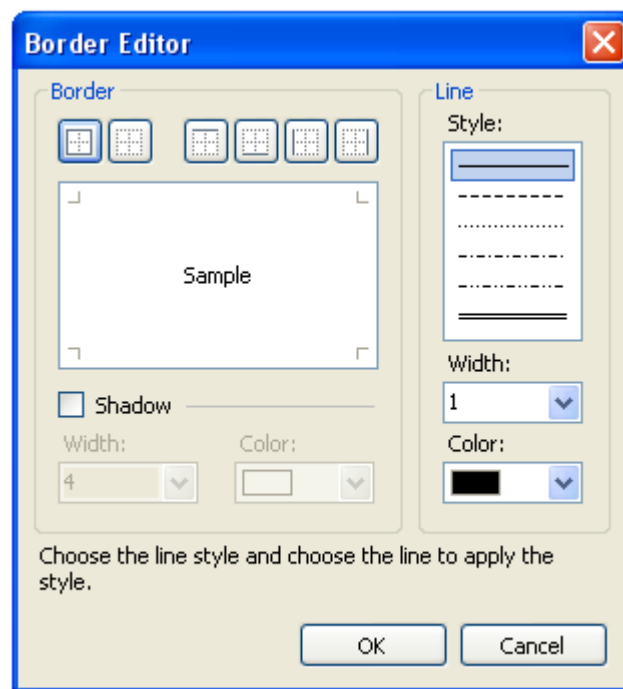 Border Editor
Border
Line
Style:
Sample
Width:
1
Shadow
Color:
Width:
Color:
4
Choose the line style and choose the line to apply the
style.
OK
Cancel